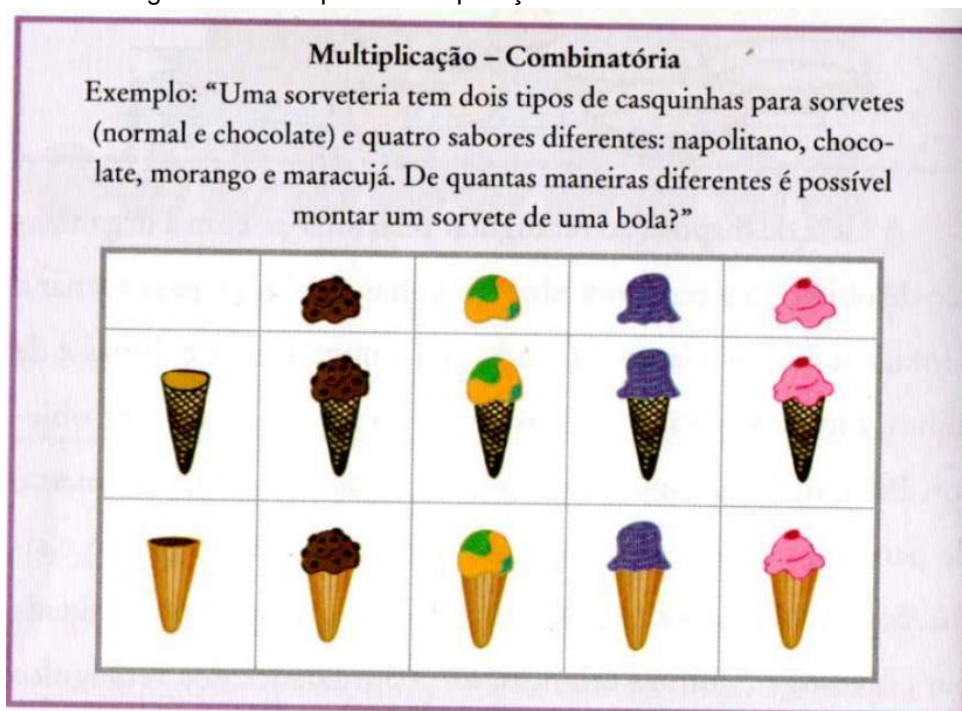 Multiplicação – Combinatória
Exemplo: “Uma sorveteria tem dois tipos de casquinhas para sorvetes
(normal e chocolate) e quatro sabores diferentes: napolitano, choco-
late, morango e maracujá. De quantas maneiras diferentes é possível
montar um sorvete de uma bola?”